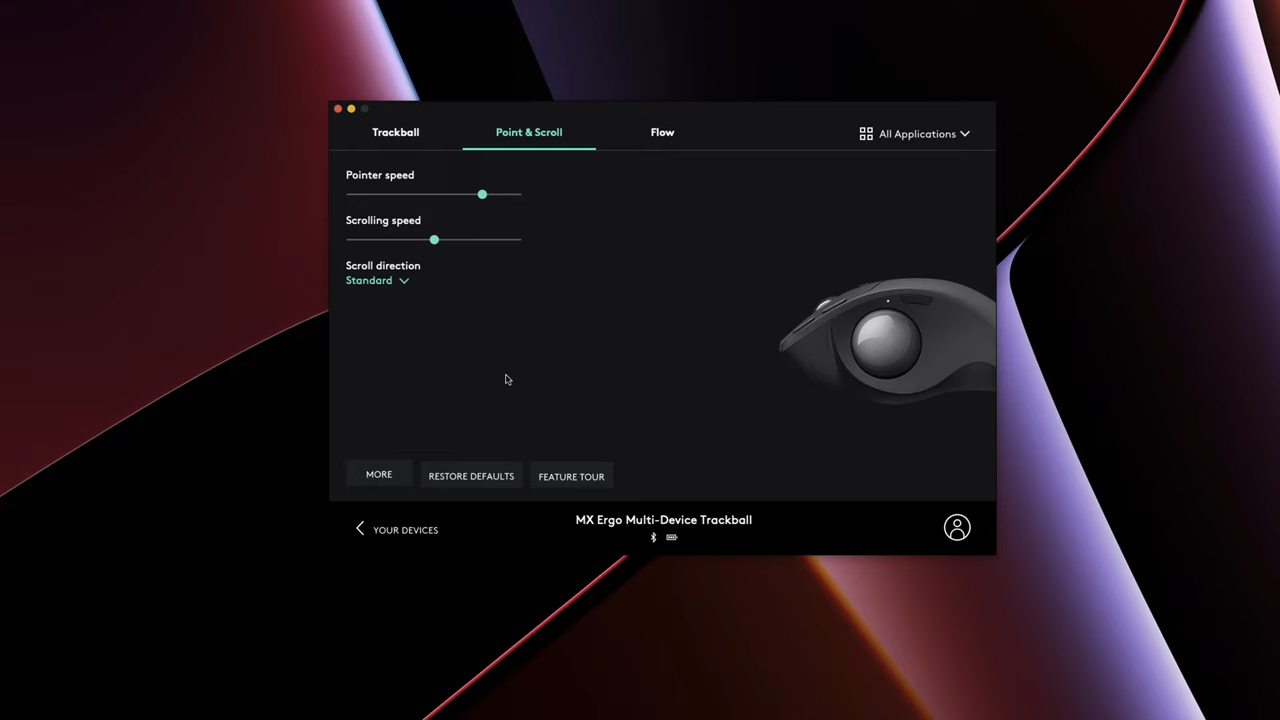 Trackball
Point & Scroll
Flow
All Applications
Pointer speed
Scrolling speed
Scroll direction
Standard
MORE
RESTORE DEFAULTS
FEATURE TOUR
YOUR DEVICES
MX Ergo Multi-Device Trackball